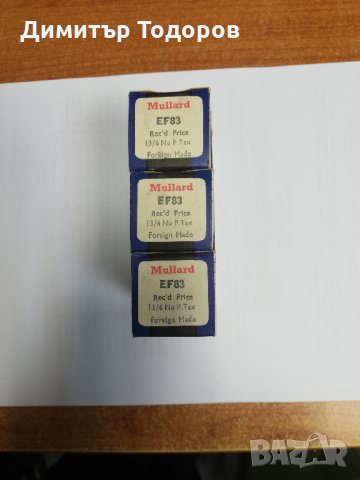 Димитър Тодоров
Mullard
EF83
Rec'd Price
13/6 No P.Tax
Foreign Made
Mullard
EF83
Rec'd Price
13/6 No P.Tax
Foreign Made
Mullard
EF83
Rec'd Price
13/6 No P.Tax
Foreign Made
BAZAR